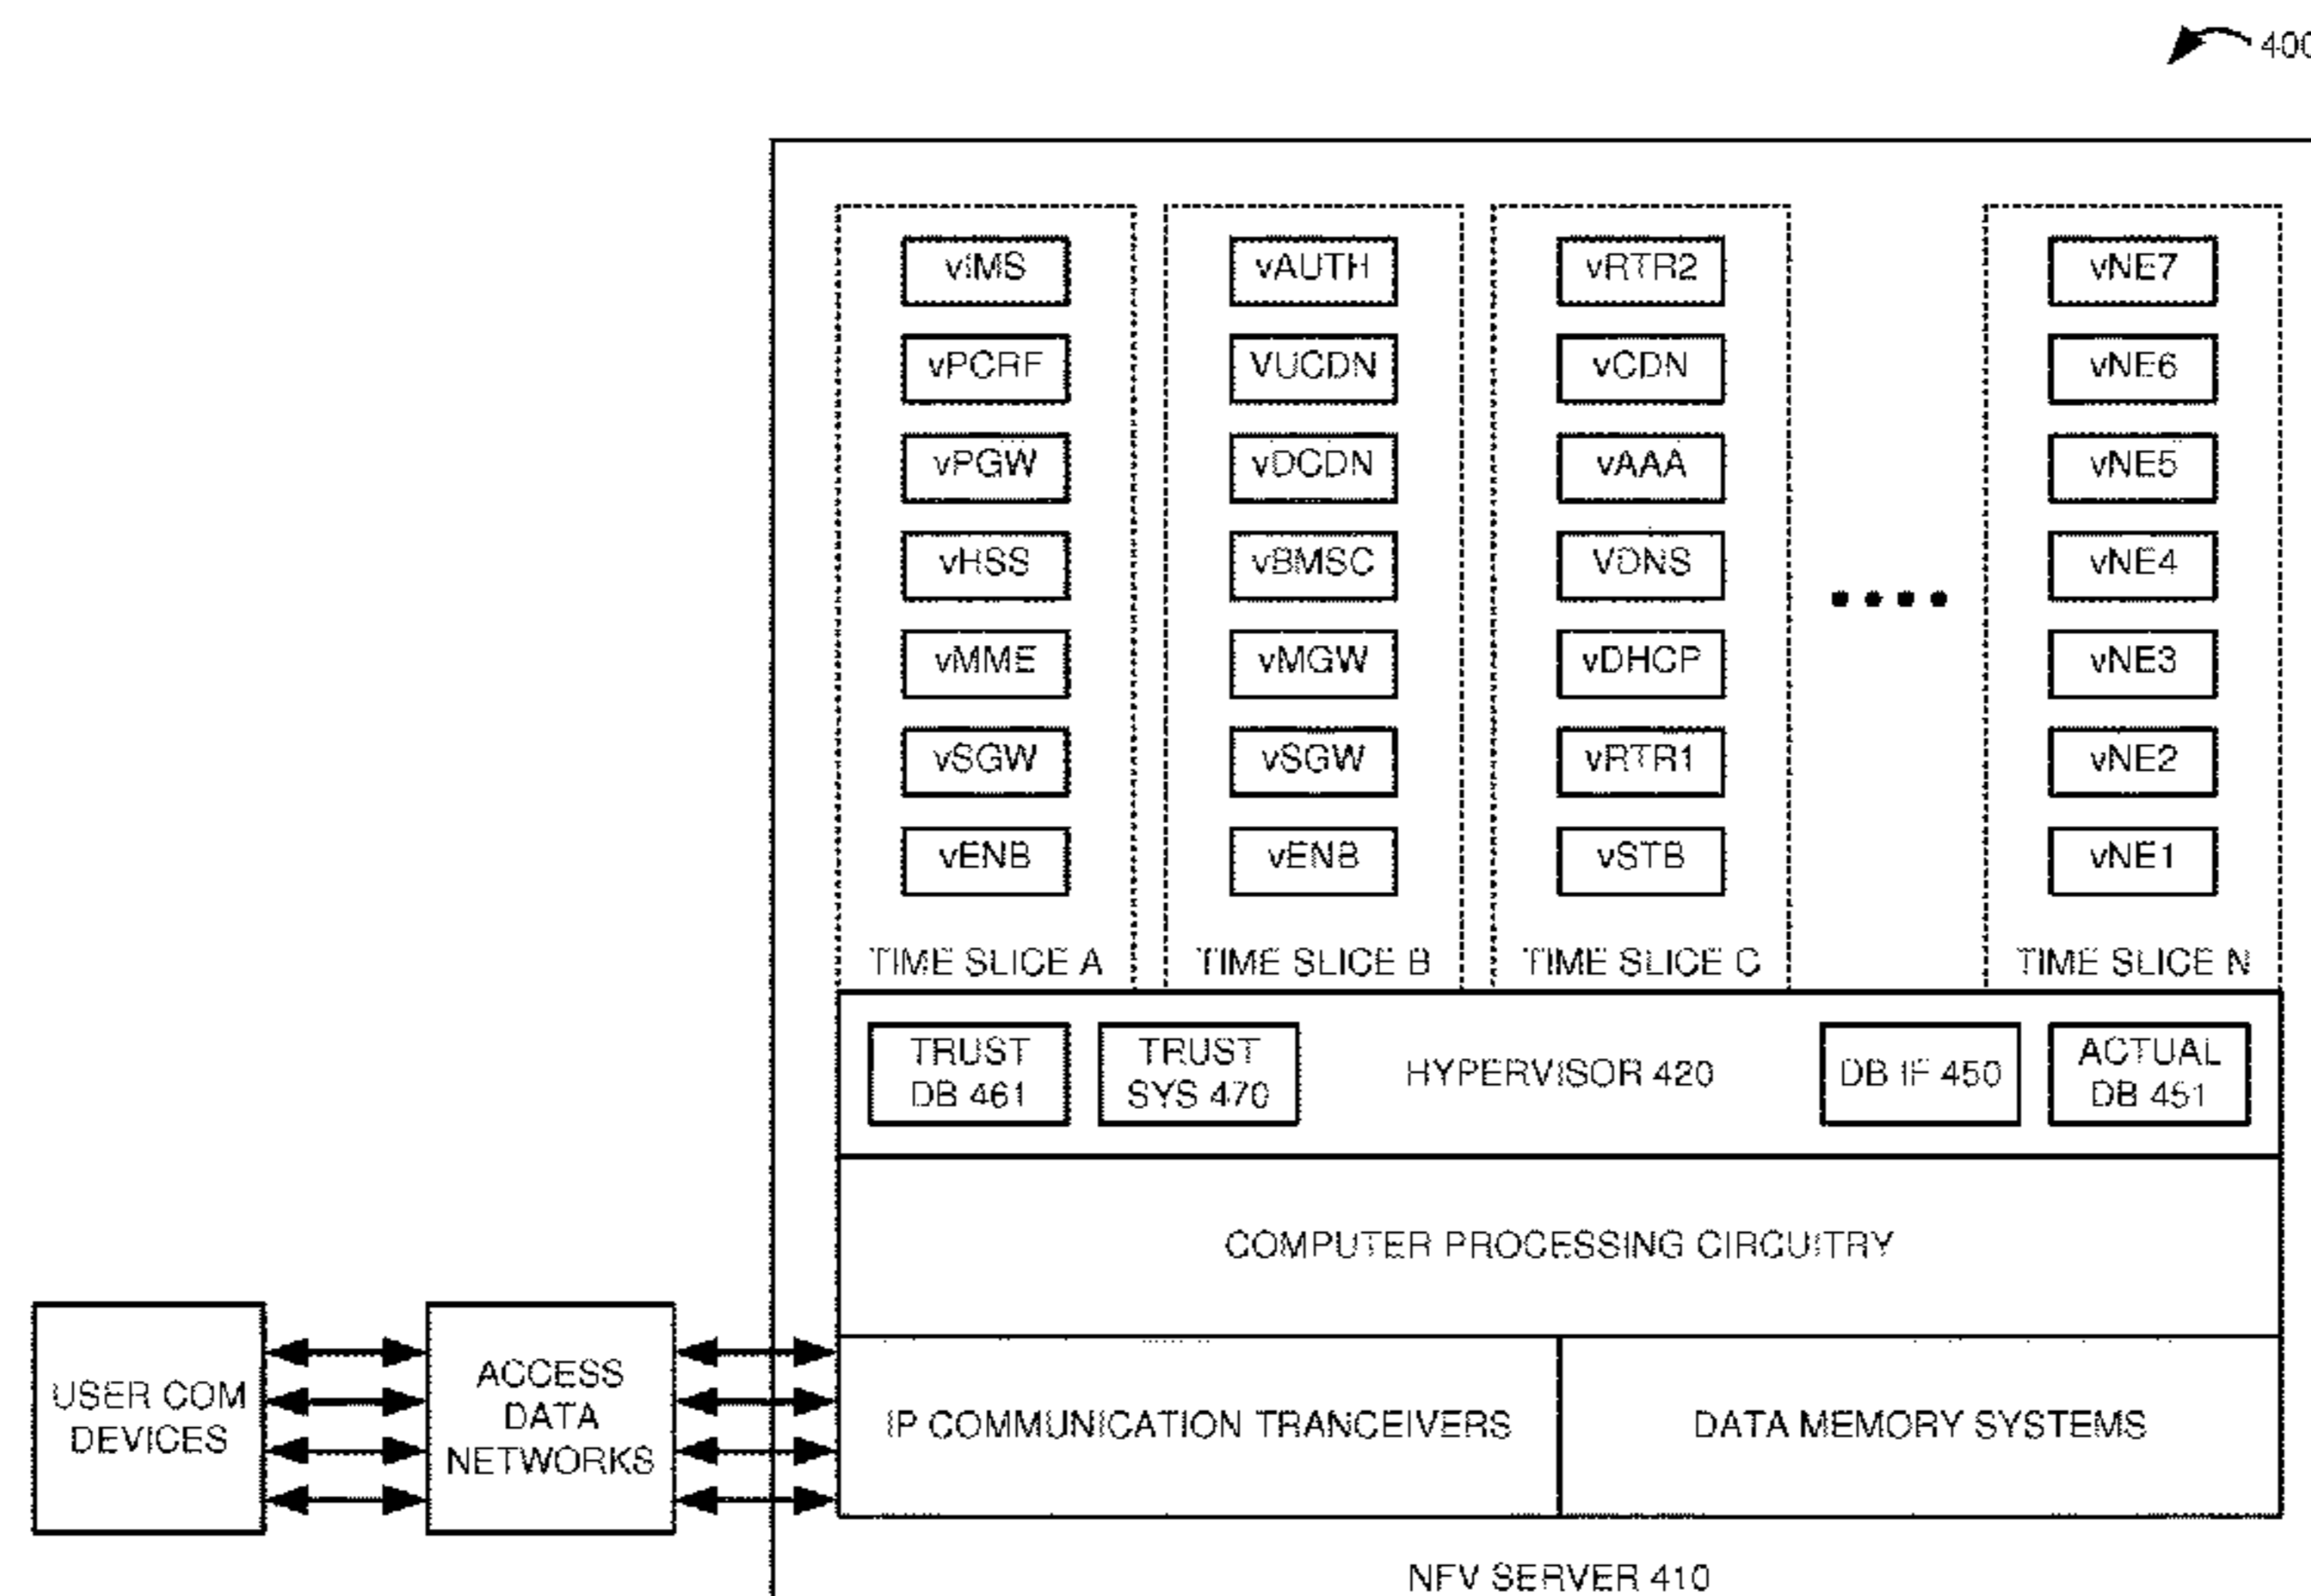 400
vIMS
vPCRF
vPGW
vHSS
vMME
vSGW
vENB
TIME SLICE A
vAUTH
VUCDN
vDCDN
vBMSC
vMGW
vSGW
vENB
TIME SLICE B
vRTR2
vCDN
vAAA
VDNS
vDHCP
vRTR1
vSTB
TIME SLICE C
vNE7
vNE6
vNE5
vNE4
vNE3
vNE2
vNE1
TIME SLICE N
TRUST
DB 461
TRUST
SYS 470
HYPERVISOR 420
DB IF 450
ACTUAL
DB 451
COMPUTER PROCESSING CIRCUITRY
USER COM
DEVICES
ACCESS
DATA
NETWORKS
IP COMMUNICATION TRANCEIVERS
DATA MEMORY SYSTEMS
NFV SERVER 410